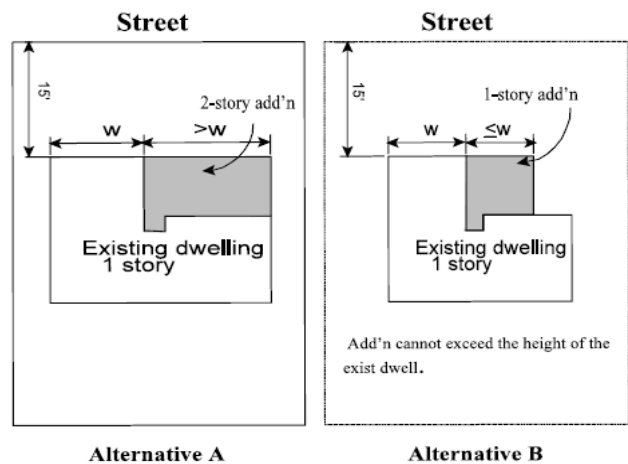 Street
15'
w
>w
2-story add'n
Existing dwelling
1 story
Alternative A
Street
15'
w
≤w
1-story add'n
Existing dwelling
1 story
Add'n cannot exceed the height of the
exist dwell.
Alternative B